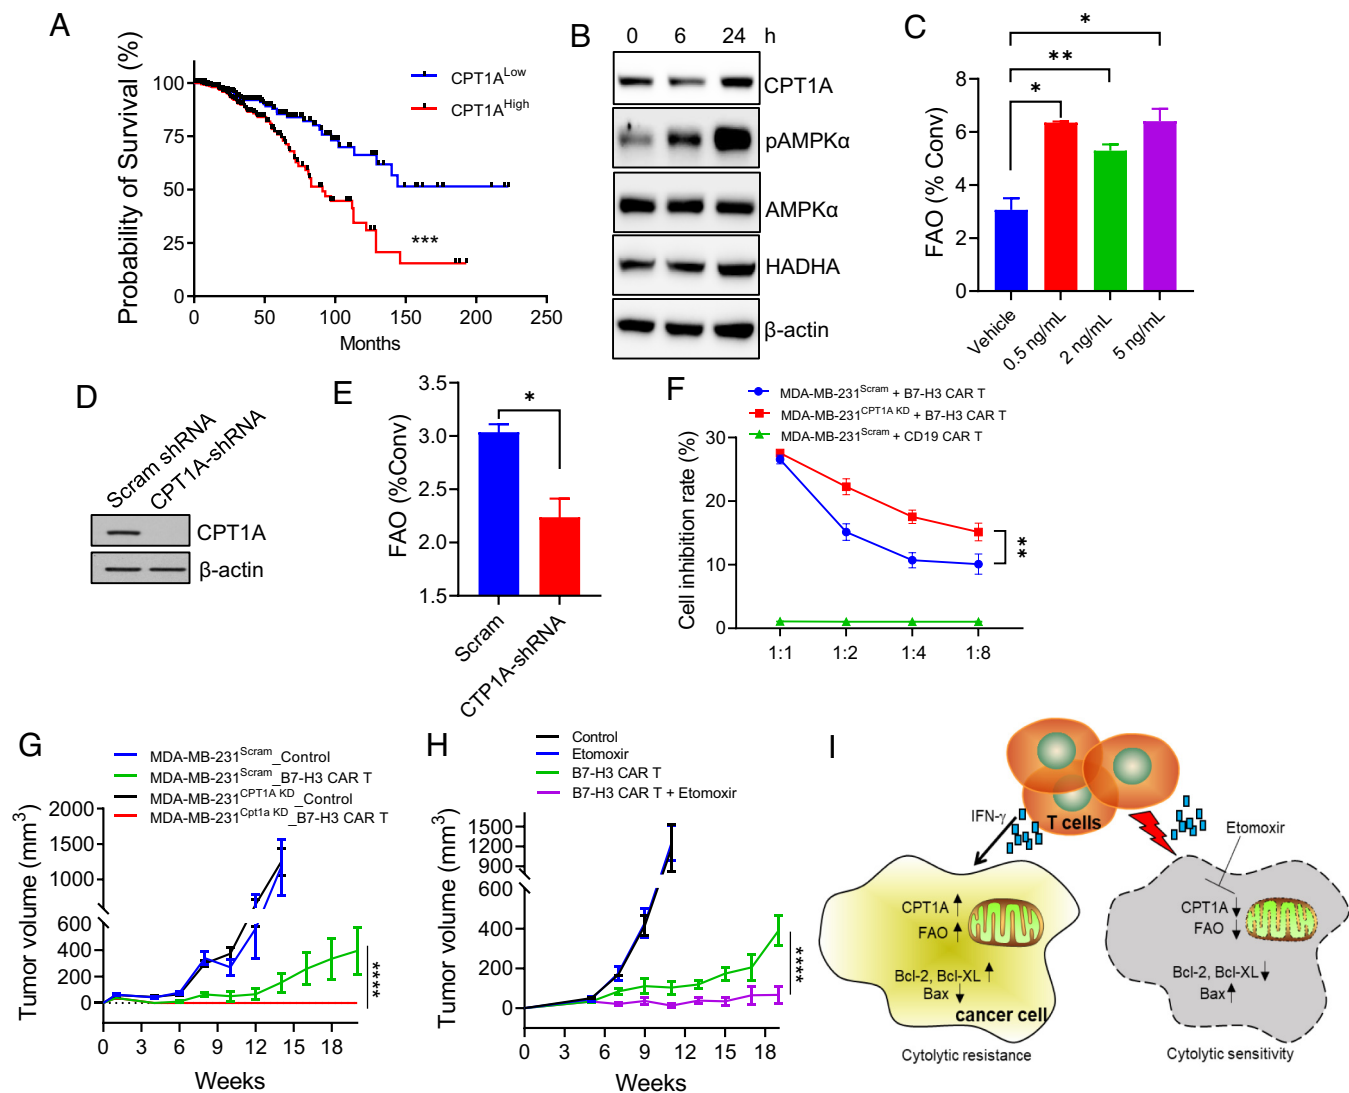 A
Probability of Survival (%)
100
75
50
25
0
0 50 100 150 200 250
Months
CPT1A^Low
CPT1A^High
***
B
0 6 24 h
CPT1A
pAMPKα
AMPKα
HADHA
β-actin
C
FAO (% Conv)
8
6
4
2
0
*
**
*
Vehicle
0.5 ng/mL
2 ng/mL
5 ng/mL
D
Scram shRNA
CPT1A-shRNA
CPT1A
β-actin
E
FAO (%Conv)
3.5
3.0
2.5
2.0
1.5
*
Scram
CTP1A-shRNA
F
MDA-MB-231^Scram + B7-H3 CAR T
MDA-MB-231^CPT1A KD + B7-H3 CAR T
MDA-MB-231^Scram + CD19 CAR T
Cell inhibition rate (%)
30
20
10
0
1:1 1:2 1:4 1:8
**
G
MDA-MB-231^Scram_Control
MDA-MB-231^Scram_B7-H3 CAR T
MDA-MB-231^CPT1A KD_Control
MDA-MB-231^Cpt1a KD_B7-H3 CAR T
Tumor volume (mm³)
2000
1500
1000
600
400
200
0
0 3 6 9 12 15 18
Weeks
****
H
Control
Etomoxir
B7-H3 CAR T
B7-H3 CAR T + Etomoxir
Tumor volume (mm³)
1500
1200
900
600
400
200
0
0 3 6 9 12 15 18
Weeks
*****
I
IFN-γ
T cells
Etomoxir
CPT1A
FAO
Bcl-2, Bcl-XL
Bax
cancer cell
Cytolytic resistance
CPT1A
FAO
Bcl-2, Bcl-XL
Bax
Cytolytic sensitivity